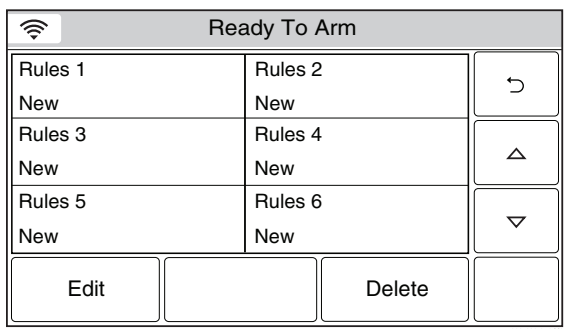 Ready To Arm
Rules 1
New
Rules 2
New
Rules 3
New
Rules 4
New
Rules 5
New
Rules 6
New
Edit
Delete